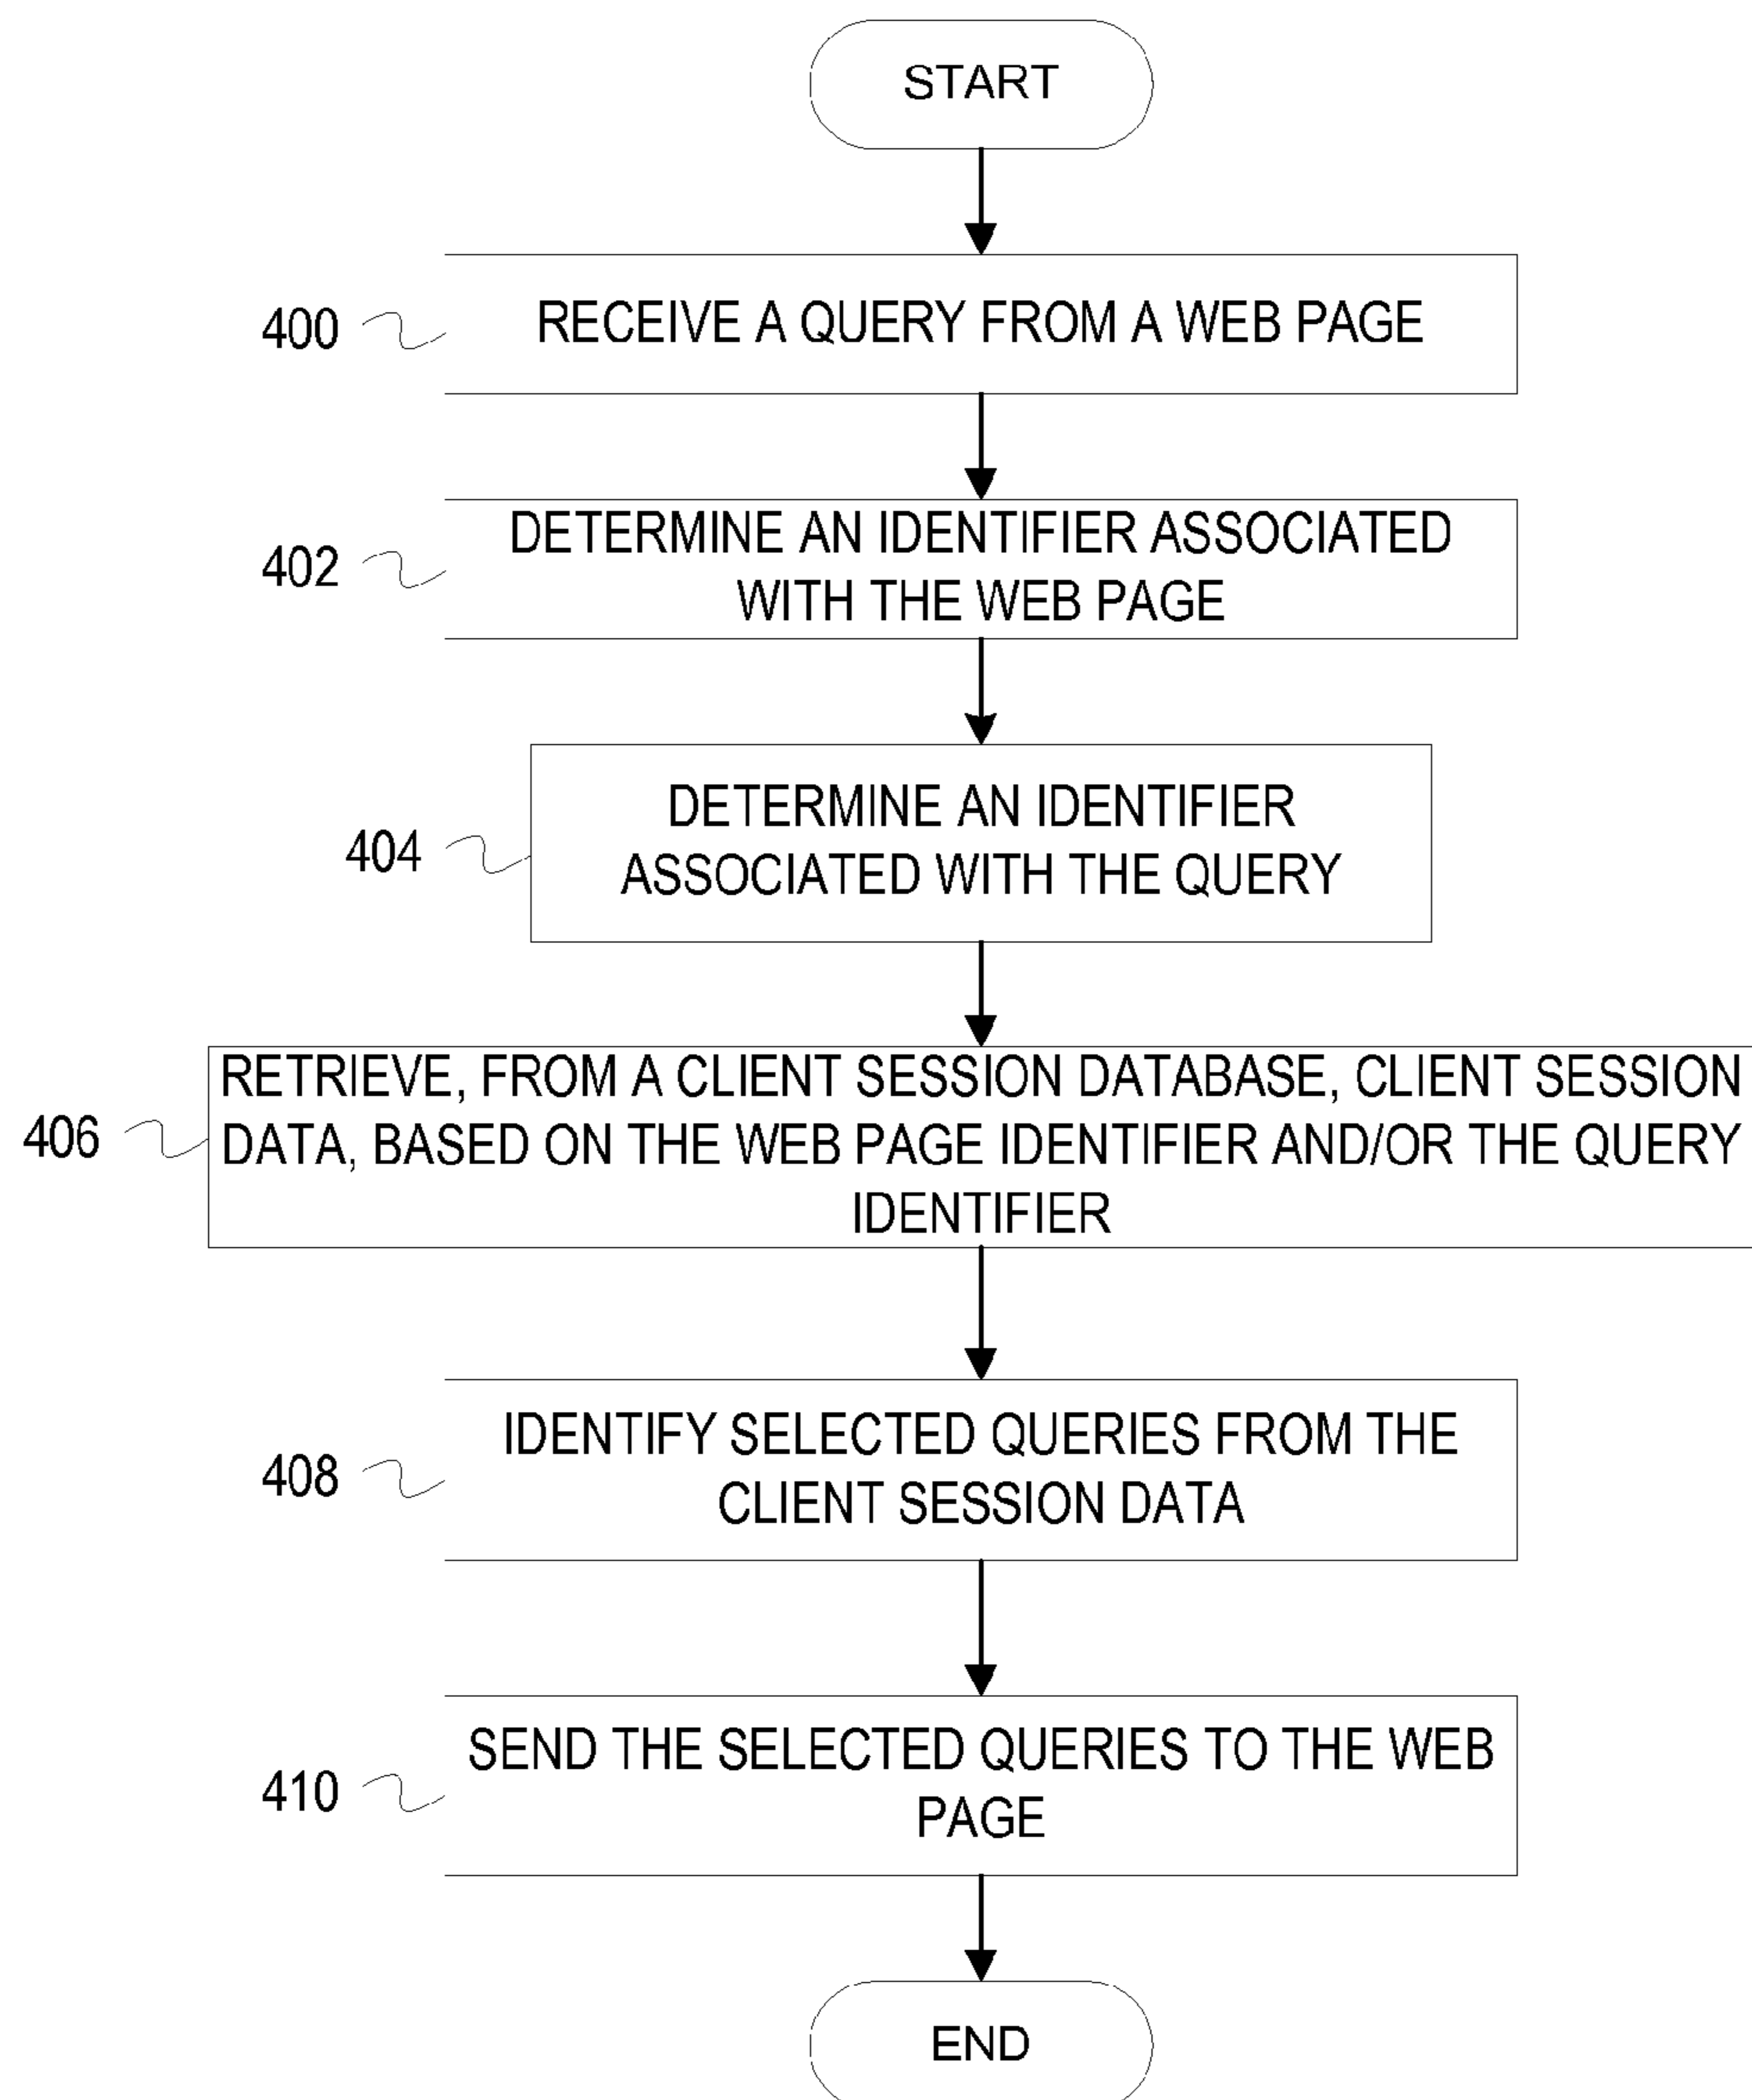 START
400
RECEIVE A QUERY FROM A WEB PAGE
402
DETERMINE AN IDENTIFIER ASSOCIATED
WITH THE WEB PAGE
404
DETERMINE AN IDENTIFIER
ASSOCIATED WITH THE QUERY
406
RETRIEVE, FROM A CLIENT SESSION DATABASE, CLIENT SESSION
DATA, BASED ON THE WEB PAGE IDENTIFIER AND/OR THE QUERY
IDENTIFIER
408
IDENTIFY SELECTED QUERIES FROM THE
CLIENT SESSION DATA
410
SEND THE SELECTED QUERIES TO THE WEB
PAGE
END